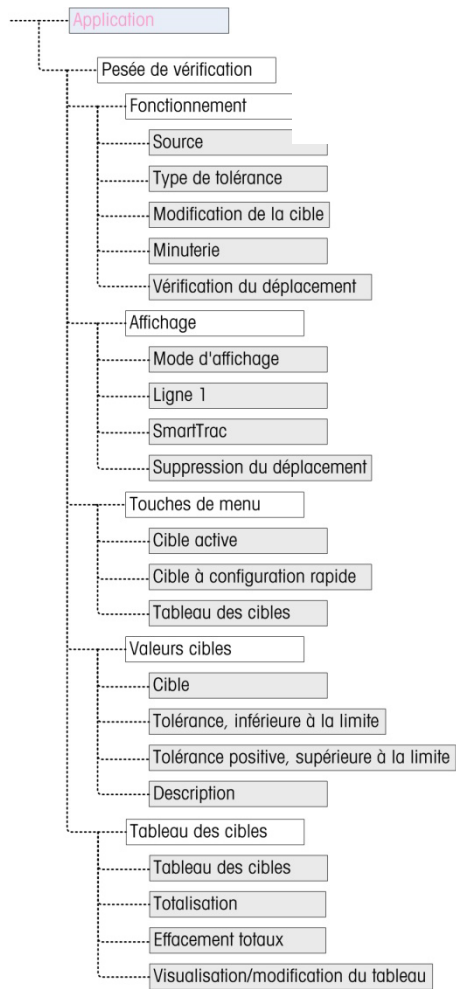 Application
Pesée de vérification
Fonctionnement
Source
Type de tolérance
Modification de la cible
Minuterie
Vérification du déplacement
Affichage
Mode d'affichage
Ligne 1
SmartTrac
Suppression du déplacement
Touches de menu
Cible active
Cible à configuration rapide
Tableau des cibles
Valeurs cibles
Cible
Tolérance, inférieure à la limite
Tolérance positive, supérieure à la limite
Description
Tableau des cibles
Tableau des cibles
Totalisation
Effacement totaux
Visualisation/modification du tableau